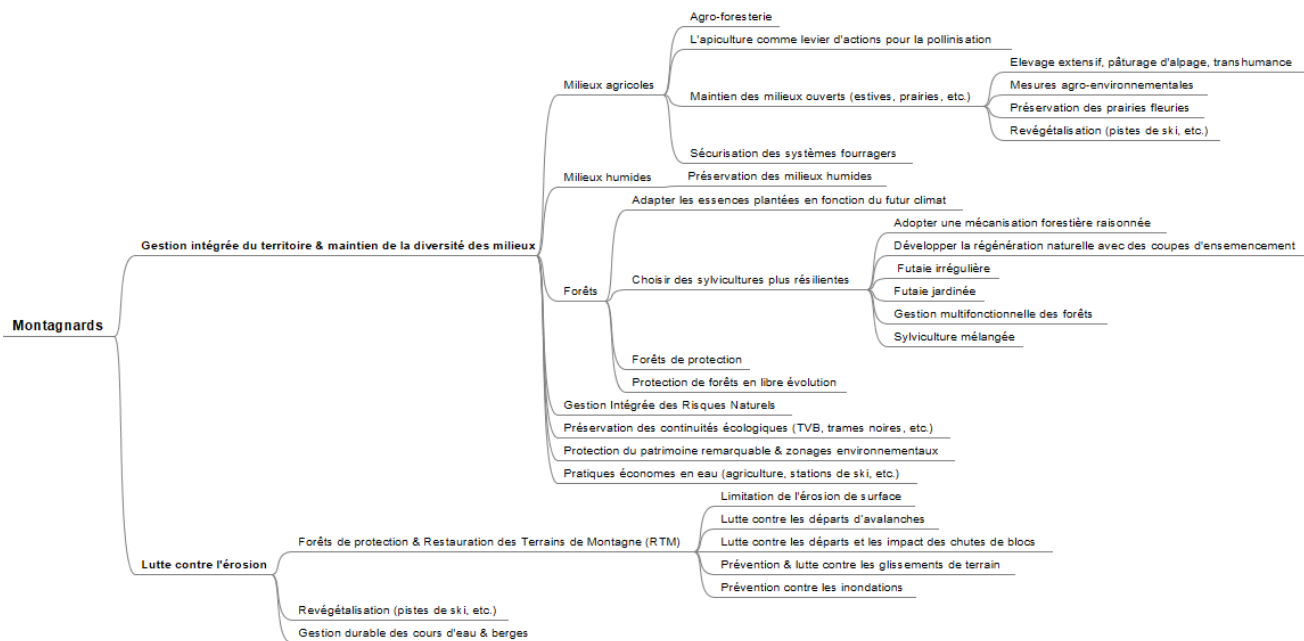 Agro-foresterie
L'apiculture comme levier d'actions pour la pollinisation
Elevage extensif, pâturage d'alpage, transhumance
Milieux agricoles
Mesures agro-environnementales
Maintien des milieux ouverts (estives, prairies, etc.)
Préservation des prairies fleuries
Revégétalisation (pistes de ski, etc.)
Sécurisation des systèmes fourragers
Milieux humides
Préservation des milieux humides
Adapter les essences plantées en fonction du futur climat
Adopter une mécanisation forestière raisonnée
Gestion intégrée du territoire & maintien de la diversité des milieux
Développer la régénération naturelle avec des coupes d'ensemencement
Futaie irrégulière
Choisir des sylvicultures plus résilientes
Forêts
Futaie jardinée
Gestion multifonctionnelle des forêts
Montagnards
Sylviculture mélangée
Forêts de protection
Protection de forêts en libre évolution
Gestion Intégrée des Risques Naturels
Préservation des continuités écologiques (TVB, trames noires, etc.)
Protection du patrimoine remarquable & zonages environnementaux
Pratiques économes en eau (agriculture, stations de ski, etc.)
Limitation de l'érosion de surface
Lutte contre les départs d'avalanches
Forêts de protection & Restauration des Terrains de Montagne (RTM)
Lutte contre les départs et les impact des chutes de blocs
Lutte contre l'érosion
Prévention & lutte contre les glissements de terrain
Prévention contre les inondations
Revégétalisation (pistes de ski, etc.)
Gestion durable des cours d'eau & berges